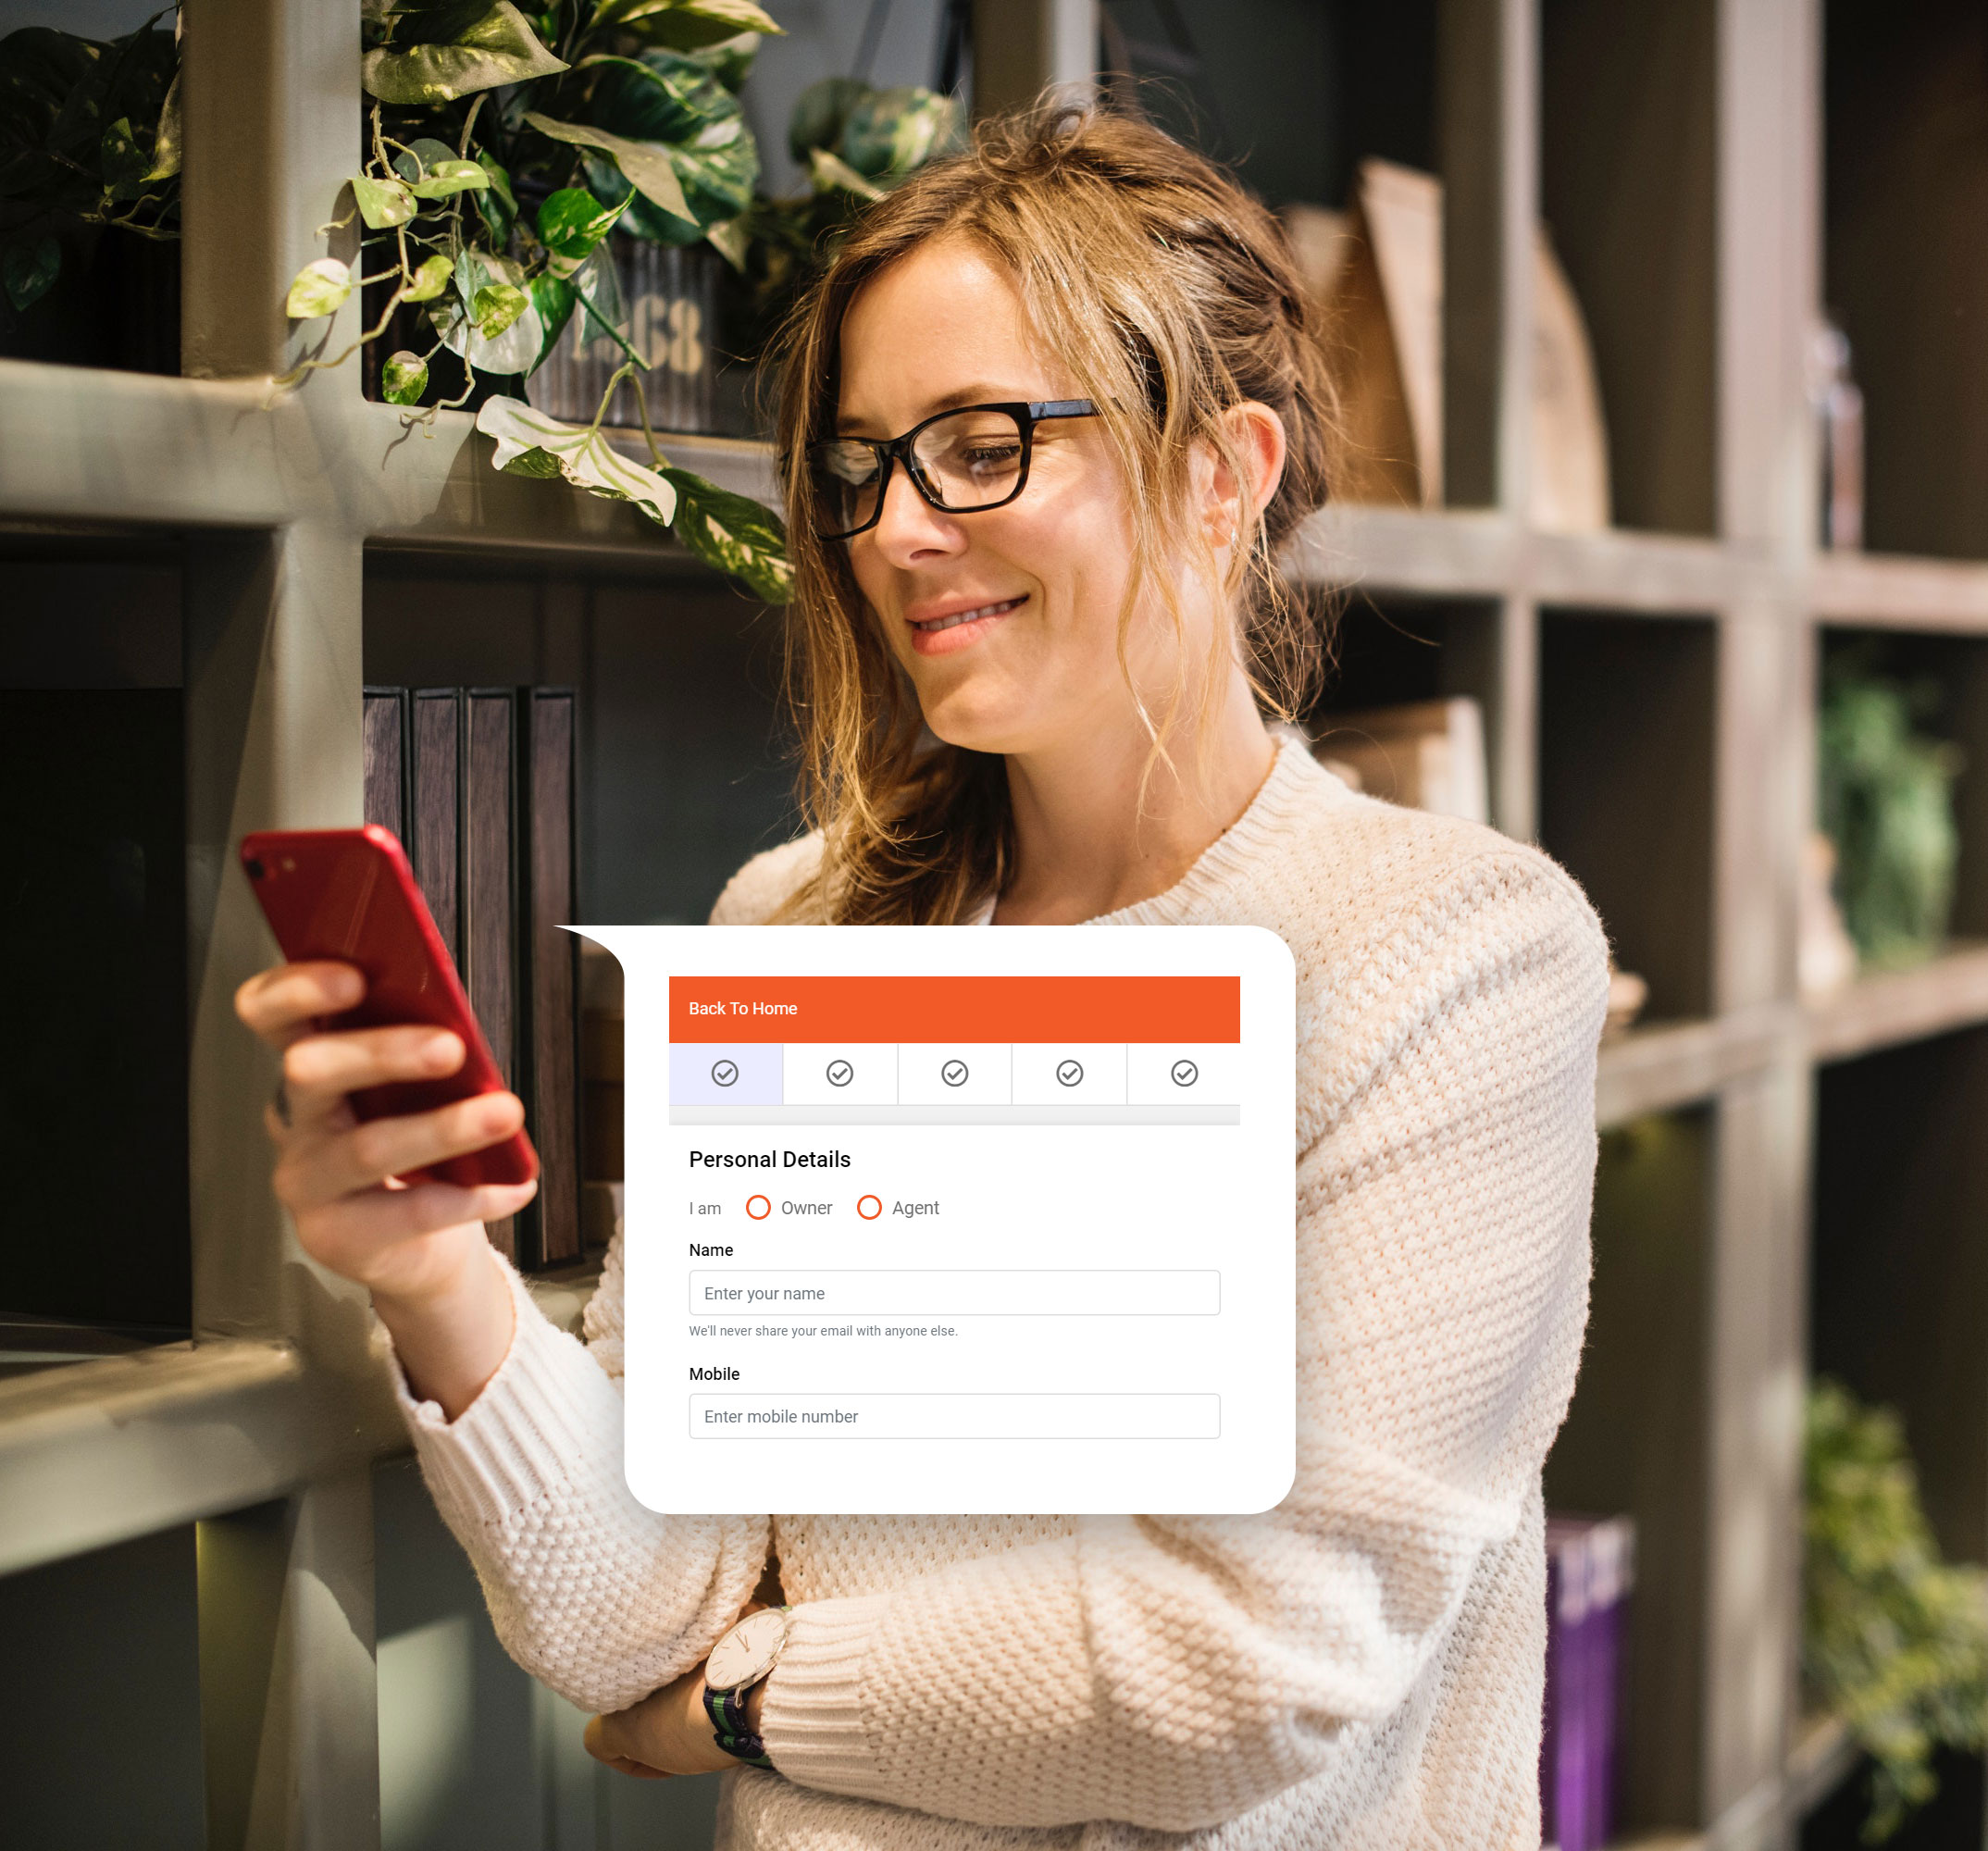 68
Back To Home
Personal Details
I am Owner Agent
Name
Enter your name
We'll never share your email with anyone else.
Mobile
Enter mobile number